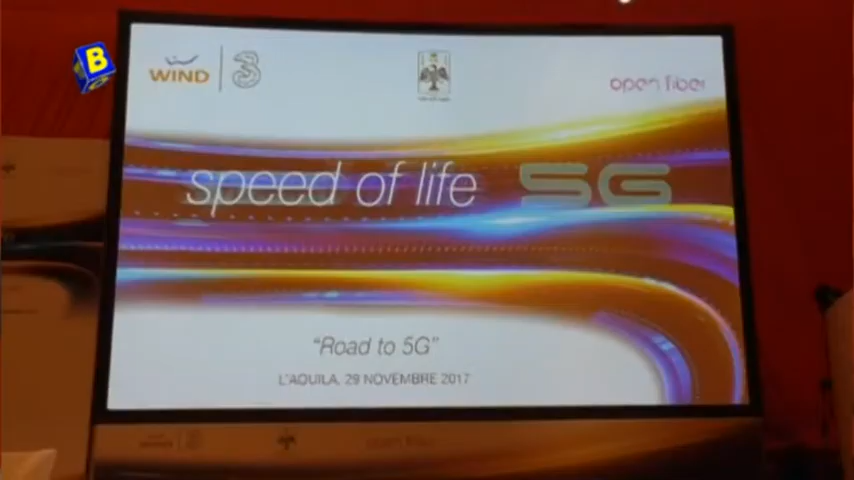 B
WIND 3
open fiber
speed of life 5G
“Road to 5G”
L'AQUILA, 29 NOVEMBRE 2017